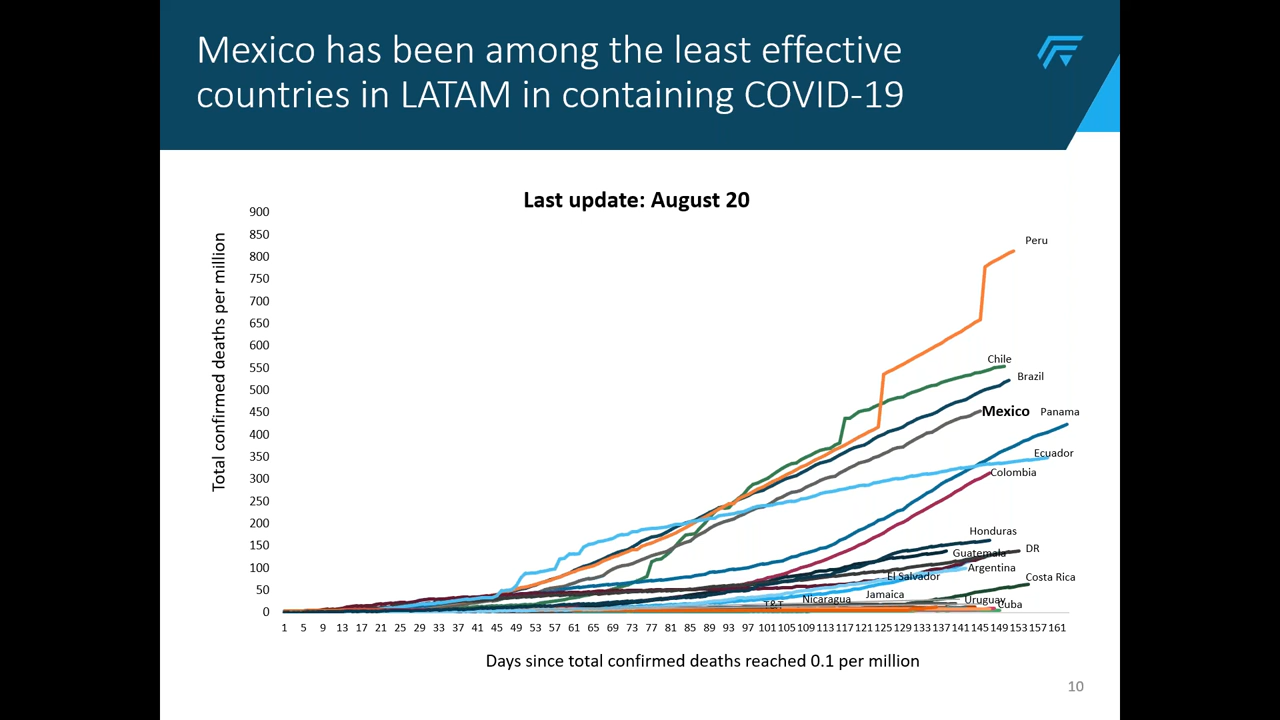 Mexico has been among the least effective
countries in LATAM in containing COVID-19
Last update: August 20
Total confirmed deaths per million
900
850
800
750
700
650
600
550
500
450
400
350
300
250
200
150
100
50
0
Peru
Chile
Brazil
Mexico
Panama
Ecuador
Colombia
Honduras
Guatemala
DR
Argentina
El Salvador
Costa Rica
Jamaica
Nicaragua
T&T
Uruguay
Cuba
1 5 9 13 17 21 25 29 33 37 41 45 49 53 57 61 65 69 73 77 81 85 89 93 97 101 105 109 113 117 121 125 129 133 137 141 145 149 153 157 161
Days since total confirmed deaths reached 0.1 per million
10